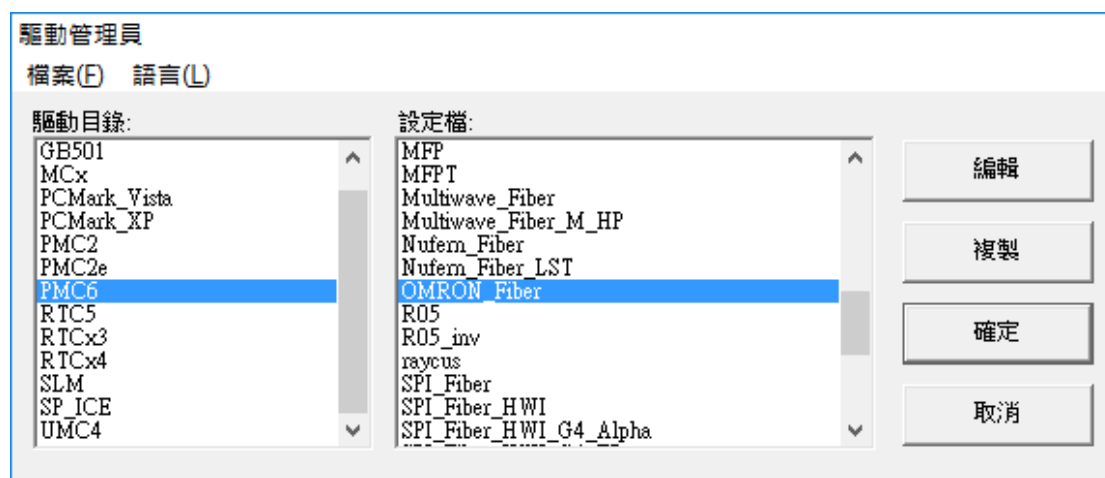 驅動管理員
檔案(F) 語言(L)
驅動目錄:
GB501
MCx
PCMark_Vista
PCMark_XP
PMC2
PMC2e
PMC6
RTC5
RTCx3
RTCx4
SLM
SP_ICE
UMC4
設定檔:
MFP
MFPT
Multiwave_Fiber
Multiwave_Fiber_M_HP
Nufern_Fiber
Nufern_Fiber_LST
OMRON_Fiber
R05
R05_inv
raycus
SPI_Fiber
SPI_Fiber_HWI
SPI_Fiber_HWI_G4_Alpha
編輯
複製
確定
取消